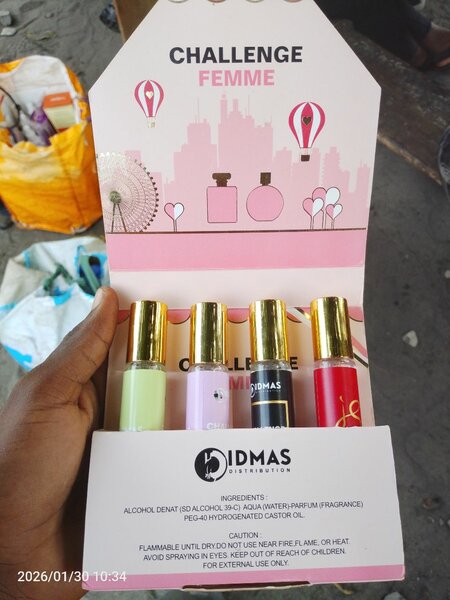 CHALLENGE
FEMME
CHALLENGE
IDMAS
IDMAS
DISTRIBUTION
INGREDIENTS :
ALCOHOL DENAT (SD ALCOHOL 39-C) AQUA (WATER)-PARFUM (FRAGRANCE)
PEG-40 HYDROGENATED CASTOR OIL.
CAUTION :
FLAMMABLE UNTIL DRY.DO NOT USE NEAR FIRE,FLAME, OR HEAT.
AVOID SPRAYING IN EYES. KEEP OUT OF REACH OF CHILDREN.
FOR EXTERNAL USE ONLY.
2026/01/30 10:34